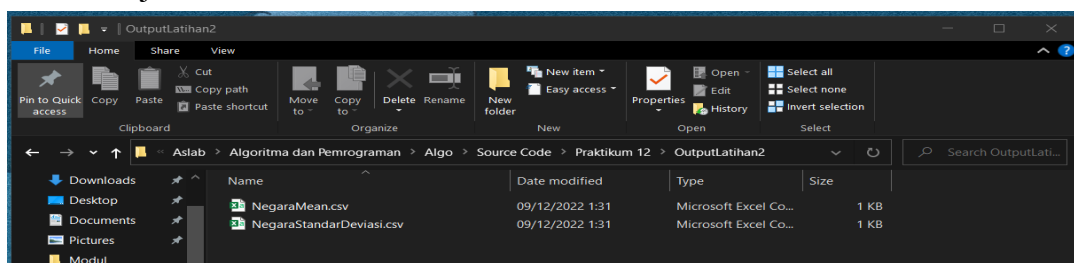 OutputLatihan2
File Home Share View
Pin to Quick access Copy Paste Cut Copy path Paste shortcut Move to Copy to Delete Rename New folder New item Easy access Properties Open Edit History Select all Select none Invert selection
Clipboard Organize New Open Select
« Aslab > Algoritma dan Pemrograman > Algo > Source Code > Praktikum 12 > OutputLatihan2 Search OutputLati...
Downloads Name Date modified Type Size
Desktop NegaraMean.csv 09/12/2022 1:31 Microsoft Excel Co... 1 KB
Documents NegaraStandarDeviasi.csv 09/12/2022 1:31 Microsoft Excel Co... 1 KB
Pictures
Modul